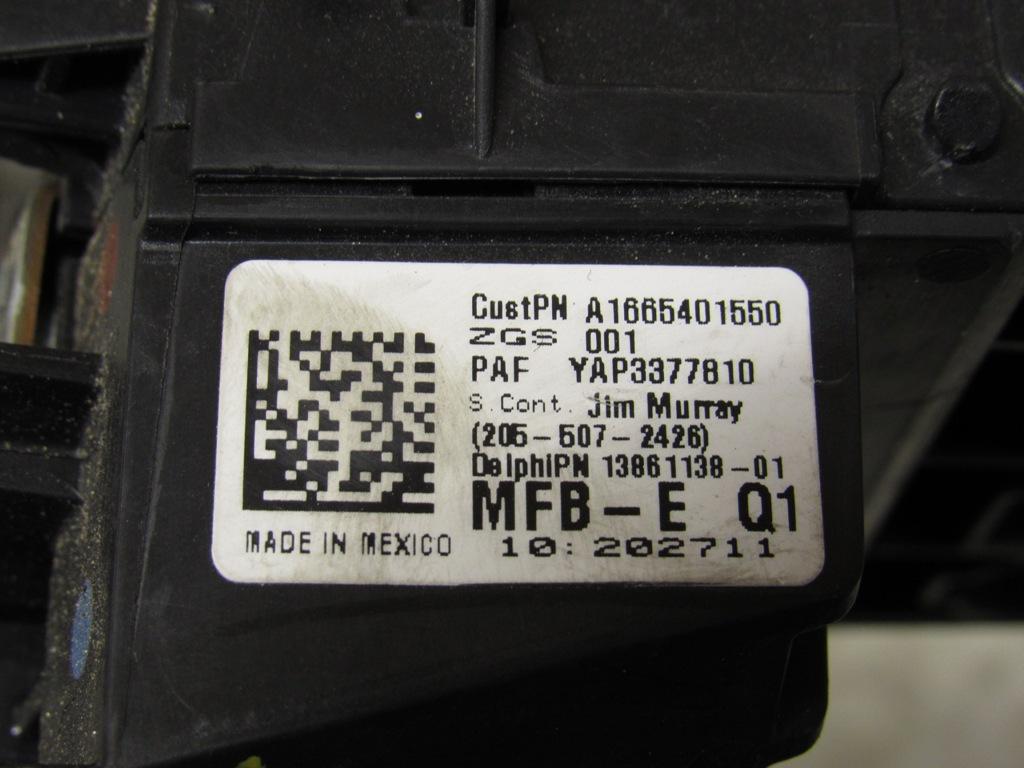 CustPN A1665401550
ZGS 001
PAF YAP3377810
S.Cont. Jim Murray
(205-507-2426)
DelphiPN 13861138-01
MFB-E Q1
MADE IN MEXICO 10:202711